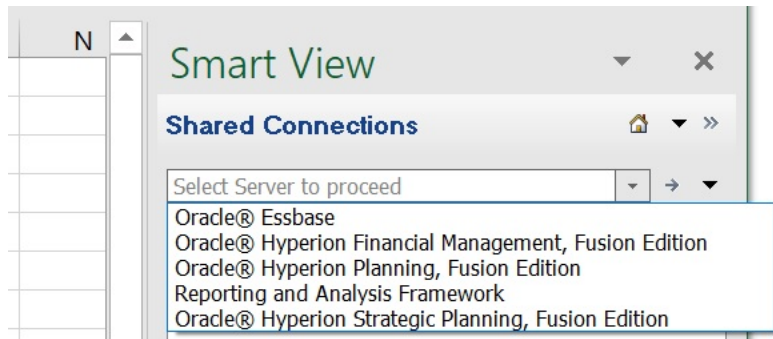 N
Smart View
Shared Connections
Select Server to proceed
Oracle® Essbase
Oracle® Hyperion Financial Management, Fusion Edition
Oracle® Hyperion Planning, Fusion Edition
Reporting and Analysis Framework
Oracle® Hyperion Strategic Planning, Fusion Edition